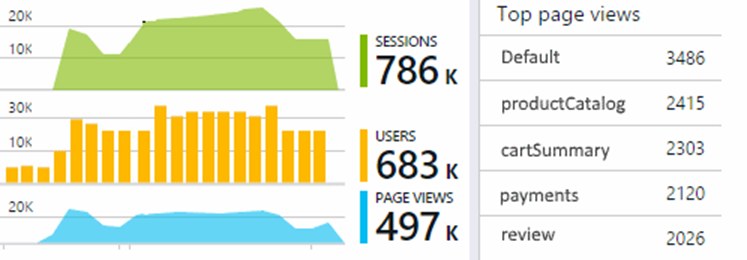 20K
10K
SESSIONS
786 K
30K
10K
USERS
683 K
20K
PAGE VIEWS
497 K
Top page views
Default 3486
productCatalog 2415
cartSummary 2303
payments 2120
review 2026